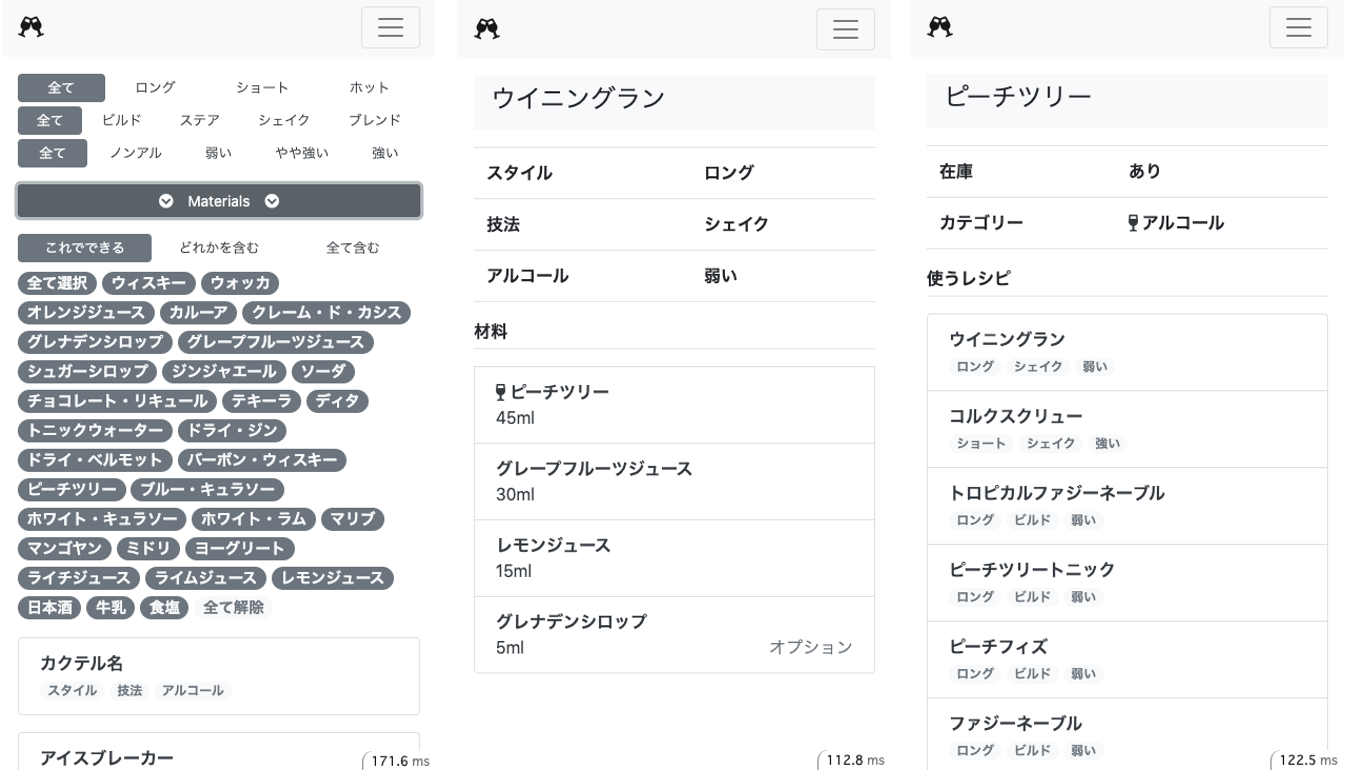 全て ロング ショート ホット
全て ビルド ステア シェイク ブレンド
全て ノンアル 弱い やや強い 強い
Materials
これでできる どれかを含む 全て含む
全て選択 ウィスキー ウォッカ
オレンジジュース カルーア クレーム・ド・カシス
グレナデンシロップ グレープフルーツジュース
シュガーシロップ ジンジャエール ソーダ
チョコレート・リキュール テキーラ ディタ
トニックウォーター ドライ・ジン
ドライ・ベルモット バーボン・ウィスキー
ピーチツリー ブルー・キュラソー
ホワイト・キュラソー ホワイト・ラム マリブ
マンゴヤン ミドリ ヨーグリート
ライチジュース ライムジュース レモンジュース
日本酒 牛乳 食塩 全て解除
カクテル名
スタイル 技法 アルコール
アイスブレーカー
171.6 ms
ウイニングラン
スタイル ロング
技法 シェイク
アルコール 弱い
材料
ピーチツリー
45ml
グレープフルーツジュース
30ml
レモンジュース
15ml
グレナデンシロップ
5ml オプション
112.8 ms
ピーチツリー
在庫 あり
カテゴリー アルコール
使うレシピ
ウイニングラン
ロング シェイク 弱い
コルクスクリュー
ショート シェイク 強い
トロピカルファジーネーブル
ロング ビルド 弱い
ピーチツリートニック
ロング ビルド 弱い
ピーチフィズ
ロング ビルド 弱い
ファジーネーブル
ロング ビルド 弱い
122.5 ms